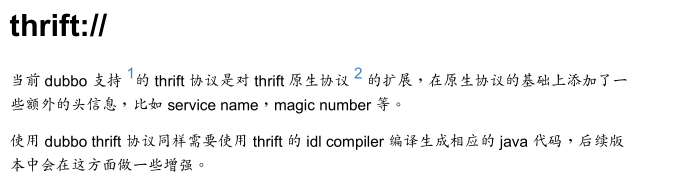 thrift://
当前 dubbo 支持 1的 thrift 协议是对 thrift 原生协议 2 的扩展，在原生协议的基础上添加了一
些额外的头信息，比如 service name，magic number 等。
使用 dubbo thrift 协议同样需要使用 thrift 的 idl compiler 编译生成相应的 java 代码，后续版
本中会在这方面做一些增强。